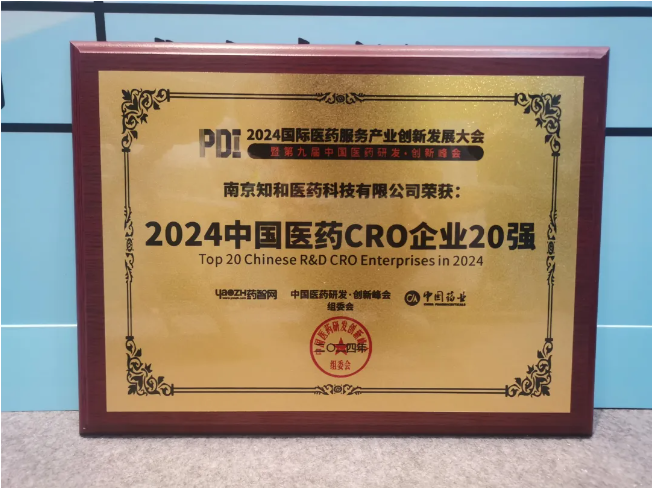 PDI 2024国际医药服务产业创新发展大会
暨第九届中国医药研发·创新峰会
南京知和医药科技有限公司荣获：
2024中国医药CRO企业20强
Top 20 Chinese R&D CRO Enterprises in 2024
yaozh药智网 中国医药研发·创新峰会 中国药业
组委会
二〇二四年
组委会